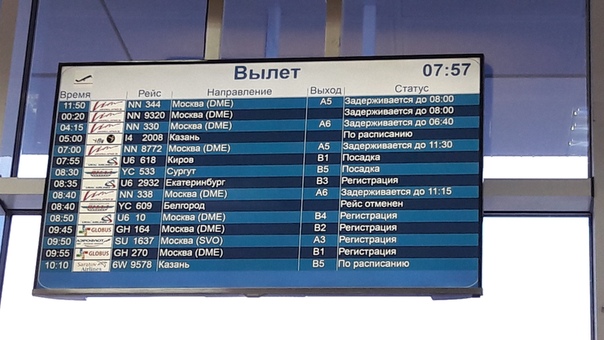 Вылет 07:57
Время Рейс Направление Выход Статус
11:50 NN 344 Москва (DME) A5 Задерживается до 08:00
00:20 NN 9320 Москва (DME) Задерживается до 08:00
04:15 NN 330 Москва (DME) A6 Задерживается до 06:40
05:00 I4 2008 Казань По расписанию
07:00 NN 8772 Москва (DME) A5 Задерживается до 11:30
07:55 U6 618 Киров B1 Посадка
08:30 YC 533 Сургут B5 Посадка
08:35 U6 2932 Екатеринбург B3 Регистрация
08:40 NN 338 Москва (DME) A6 Задерживается до 11:15
08:40 YC 609 Белгород Рейс отменен
08:50 U6 10 Москва (DME) B4 Регистрация
09:45 GLOBUS GH 164 Москва (DME) B2 Регистрация
09:50 АЭРОФЛОТ SU 1637 Москва (SVO) A3 Регистрация
09:55 GLOBUS GH 270 Москва (DME) B1 Регистрация
10:10 Saratov Airlines 6W 9578 Казань B5 По расписанию